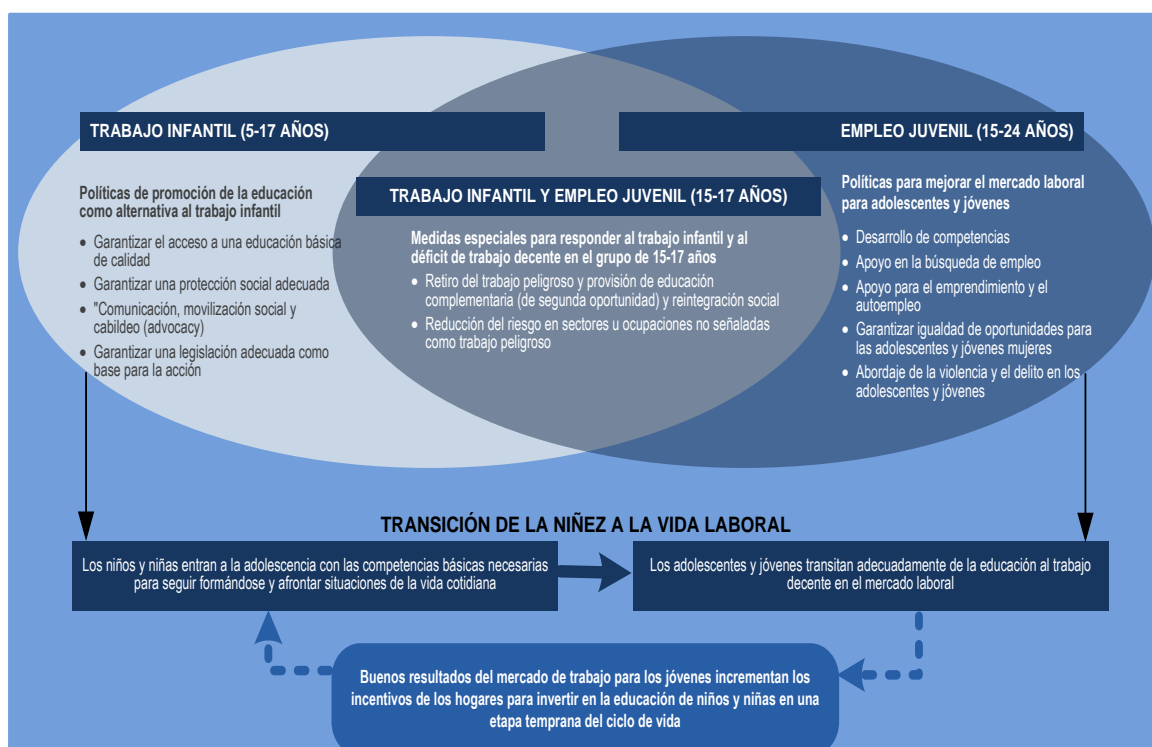 TRABAJO INFANTIL (5-17 AÑOS)
Políticas de promoción de la educación
como alternativa al trabajo infantil
• Garantizar el acceso a una educación básica
de calidad
• Garantizar una protección social adecuada
• "Comunicación, movilización social y
cabildeo (advocacy)
• Garantizar una legislación adecuada como
base para la acción
TRABAJO INFANTIL Y EMPLEO JUVENIL (15-17 AÑOS)
Medidas especiales para responder al trabajo infantil y al
déficit de trabajo decente en el grupo de 15-17 años
• Retiro del trabajo peligroso y provisión de educación
complementaria (de segunda oportunidad) y reintegración social
• Reducción del riesgo en sectores u ocupaciones no señaladas
como trabajo peligroso
EMPLEO JUVENIL (15-24 AÑOS)
Políticas para mejorar el mercado laboral
para adolescentes y jóvenes
• Desarrollo de competencias
• Apoyo en la búsqueda de empleo
• Apoyo para el emprendimiento y el
autoempleo
• Garantizar igualdad de oportunidades para
las adolescentes y jóvenes mujeres
• Abordaje de la violencia y el delito en los
adolescentes y jóvenes
TRANSICIÓN DE LA NIÑEZ A LA VIDA LABORAL
Los niños y niñas entran a la adolescencia con las competencias básicas necesarias
para seguir formándose y afrontar situaciones de la vida cotidiana
Los adolescentes y jóvenes transitan adecuadamente de la educación al trabajo
decente en el mercado laboral
Buenos resultados del mercado de trabajo para los jóvenes incrementan los
incentivos de los hogares para invertir en la educación de niños y niñas en una
etapa temprana del ciclo de vida